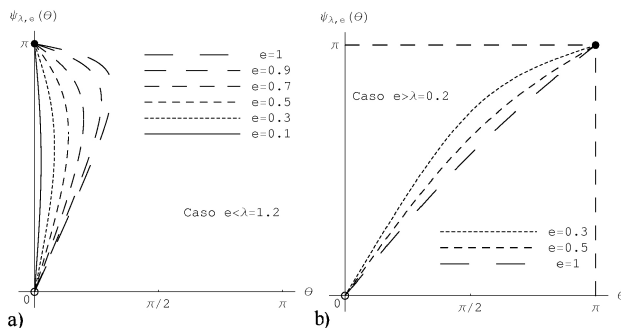 ψλ,e(θ)
π
e=1
e=0.9
e=0.7
e=0.5
e=0.3
e=0.1
Caso e<λ=1.2
0
π/2
π
θ
a)
ψλ,e(θ)
π
Caso e>λ=0.2
e=0.3
e=0.5
e=1
0
π/2
π
θ
b)